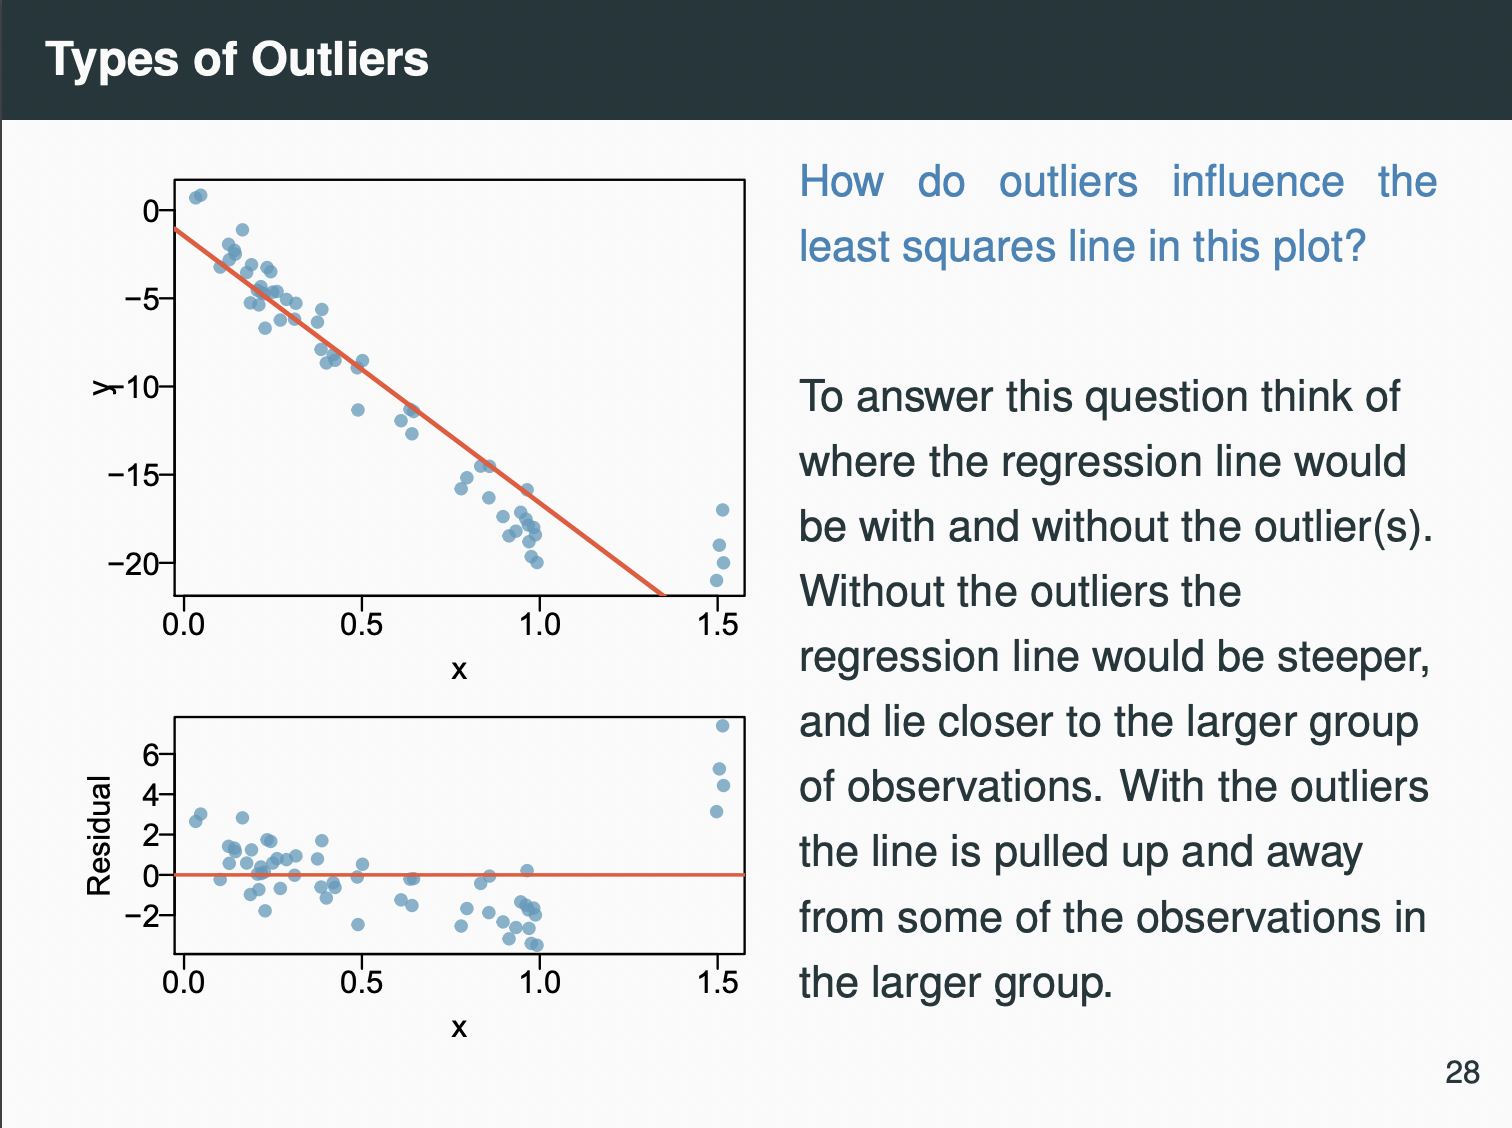 Types of Outliers
How do outliers influence the
least squares line in this plot?
To answer this question think of
where the regression line would
be with and without the outlier(s).
Without the outliers the
regression line would be steeper,
and lie closer to the larger group
of observations. With the outliers
the line is pulled up and away
from some of the observations in
the larger group.
0
−5
−10
−15
−20
y
0.0 0.5 1.0 1.5
x
6
4
2
0
−2
Residual
0.0 0.5 1.0 1.5
x
28